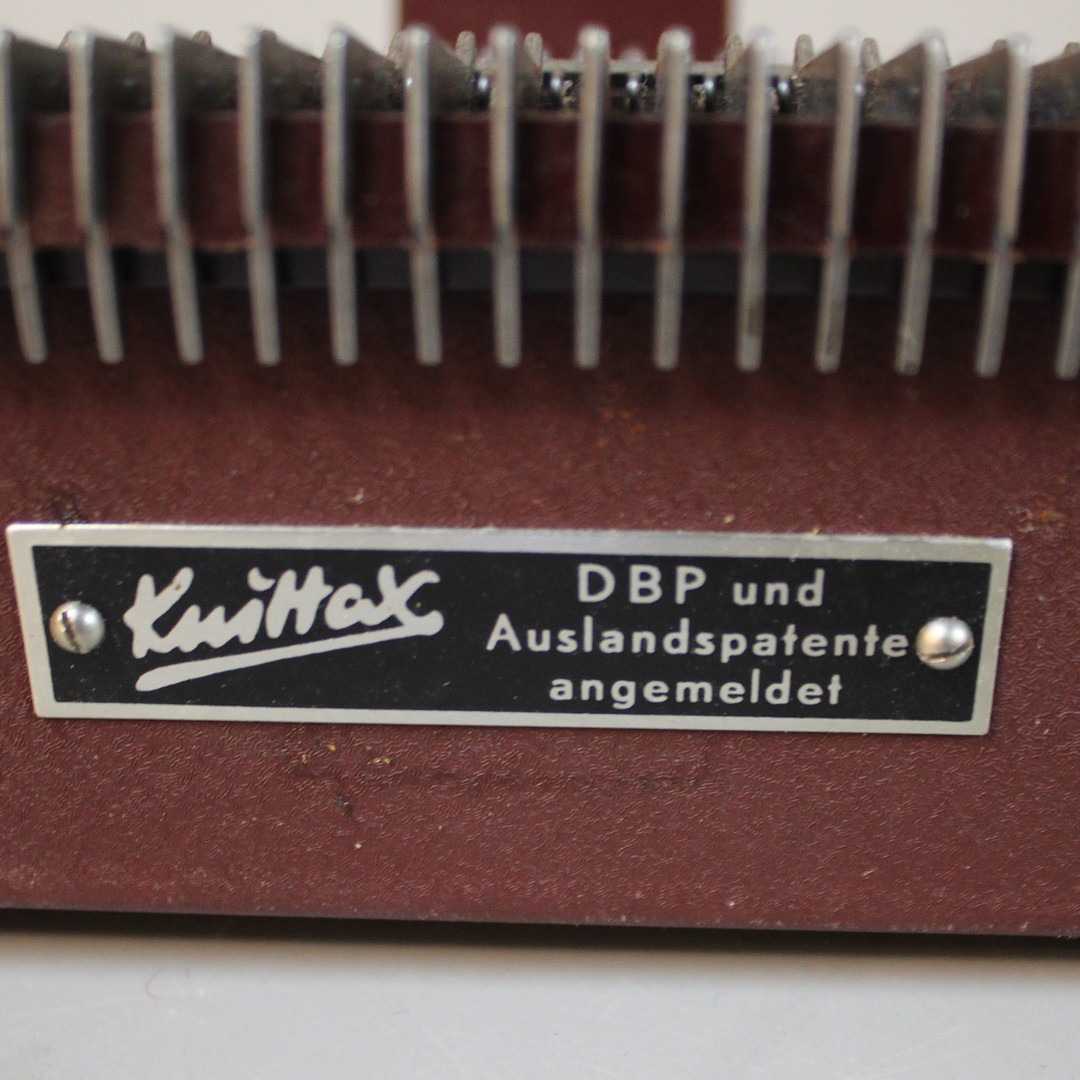 Knittax
DBP und
Auslandspatente
angemeldet